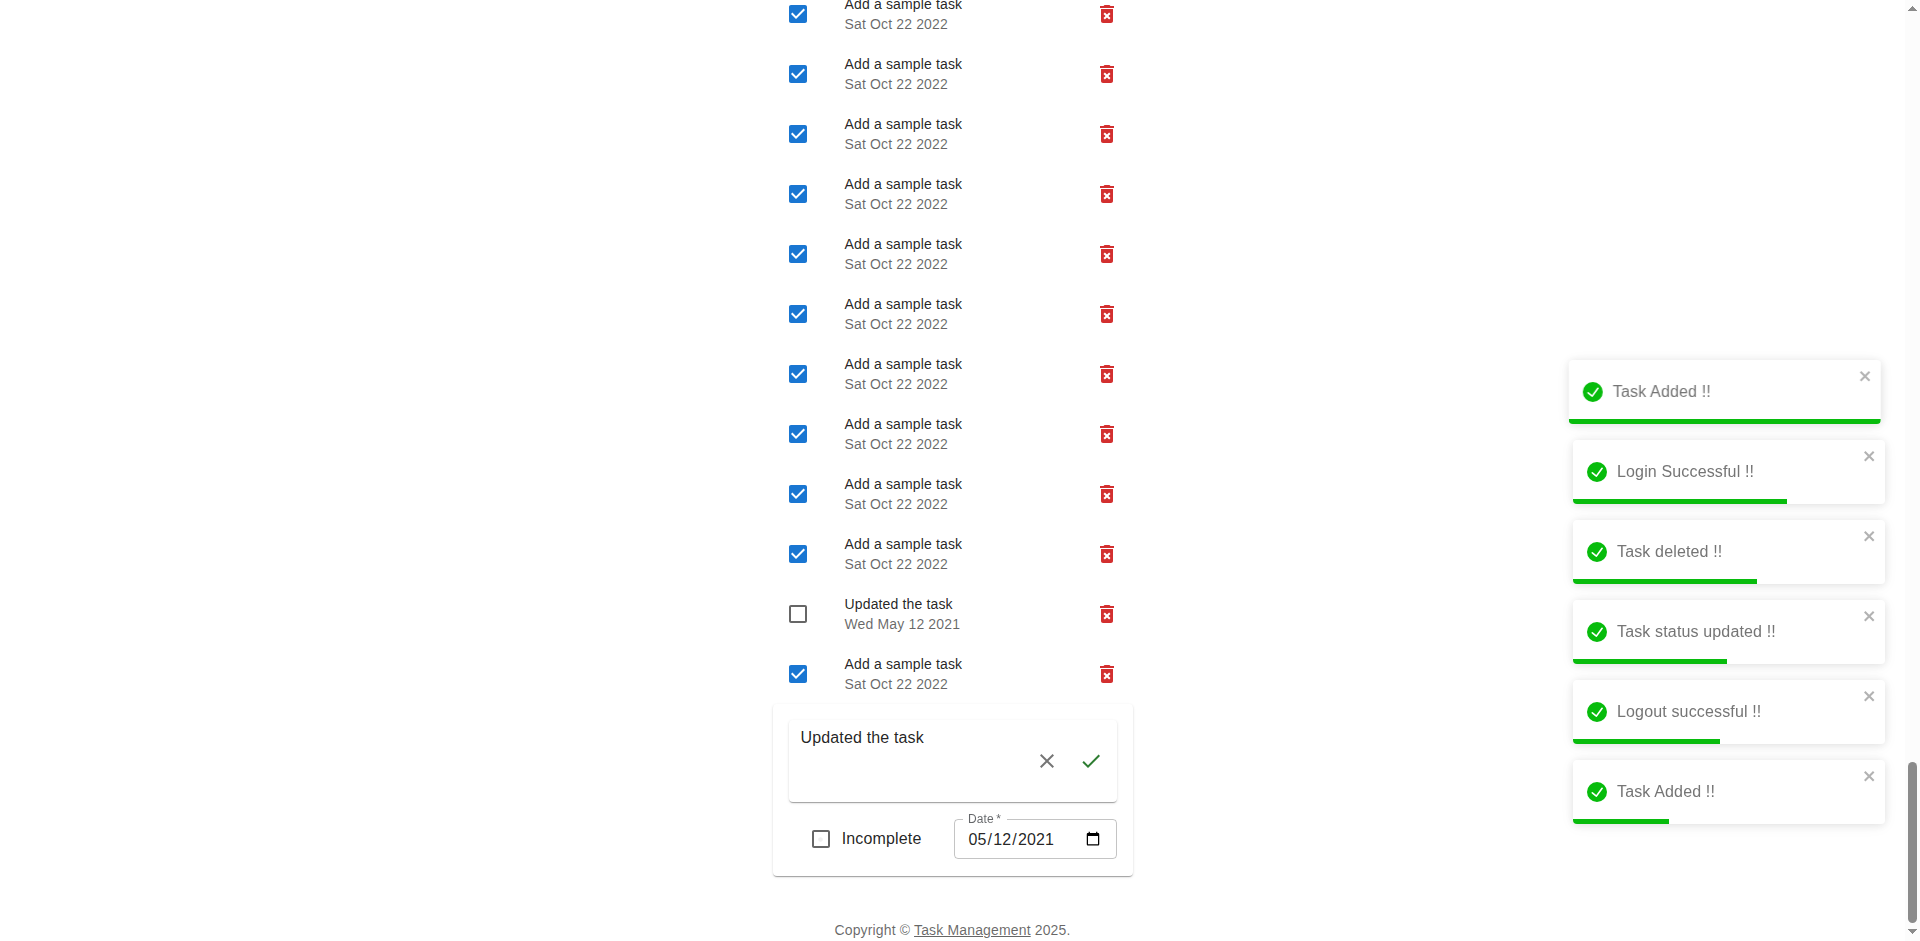 Add a sample task
Sat Oct 22 2022
Add a sample task
Sat Oct 22 2022
Add a sample task
Sat Oct 22 2022
Add a sample task
Sat Oct 22 2022
Add a sample task
Sat Oct 22 2022
Add a sample task
Sat Oct 22 2022
Add a sample task
Sat Oct 22 2022
Add a sample task
Sat Oct 22 2022
Add a sample task
Sat Oct 22 2022
Add a sample task
Sat Oct 22 2022
Updated the task
Wed May 12 2021
Add a sample task
Sat Oct 22 2022
Updated the task
Incomplete
Date *
05/12/2021
Copyright © Task Management 2025.
Task Added !!
Login Successful !!
Task deleted !!
Task status updated !!
Logout successful !!
Task Added !!